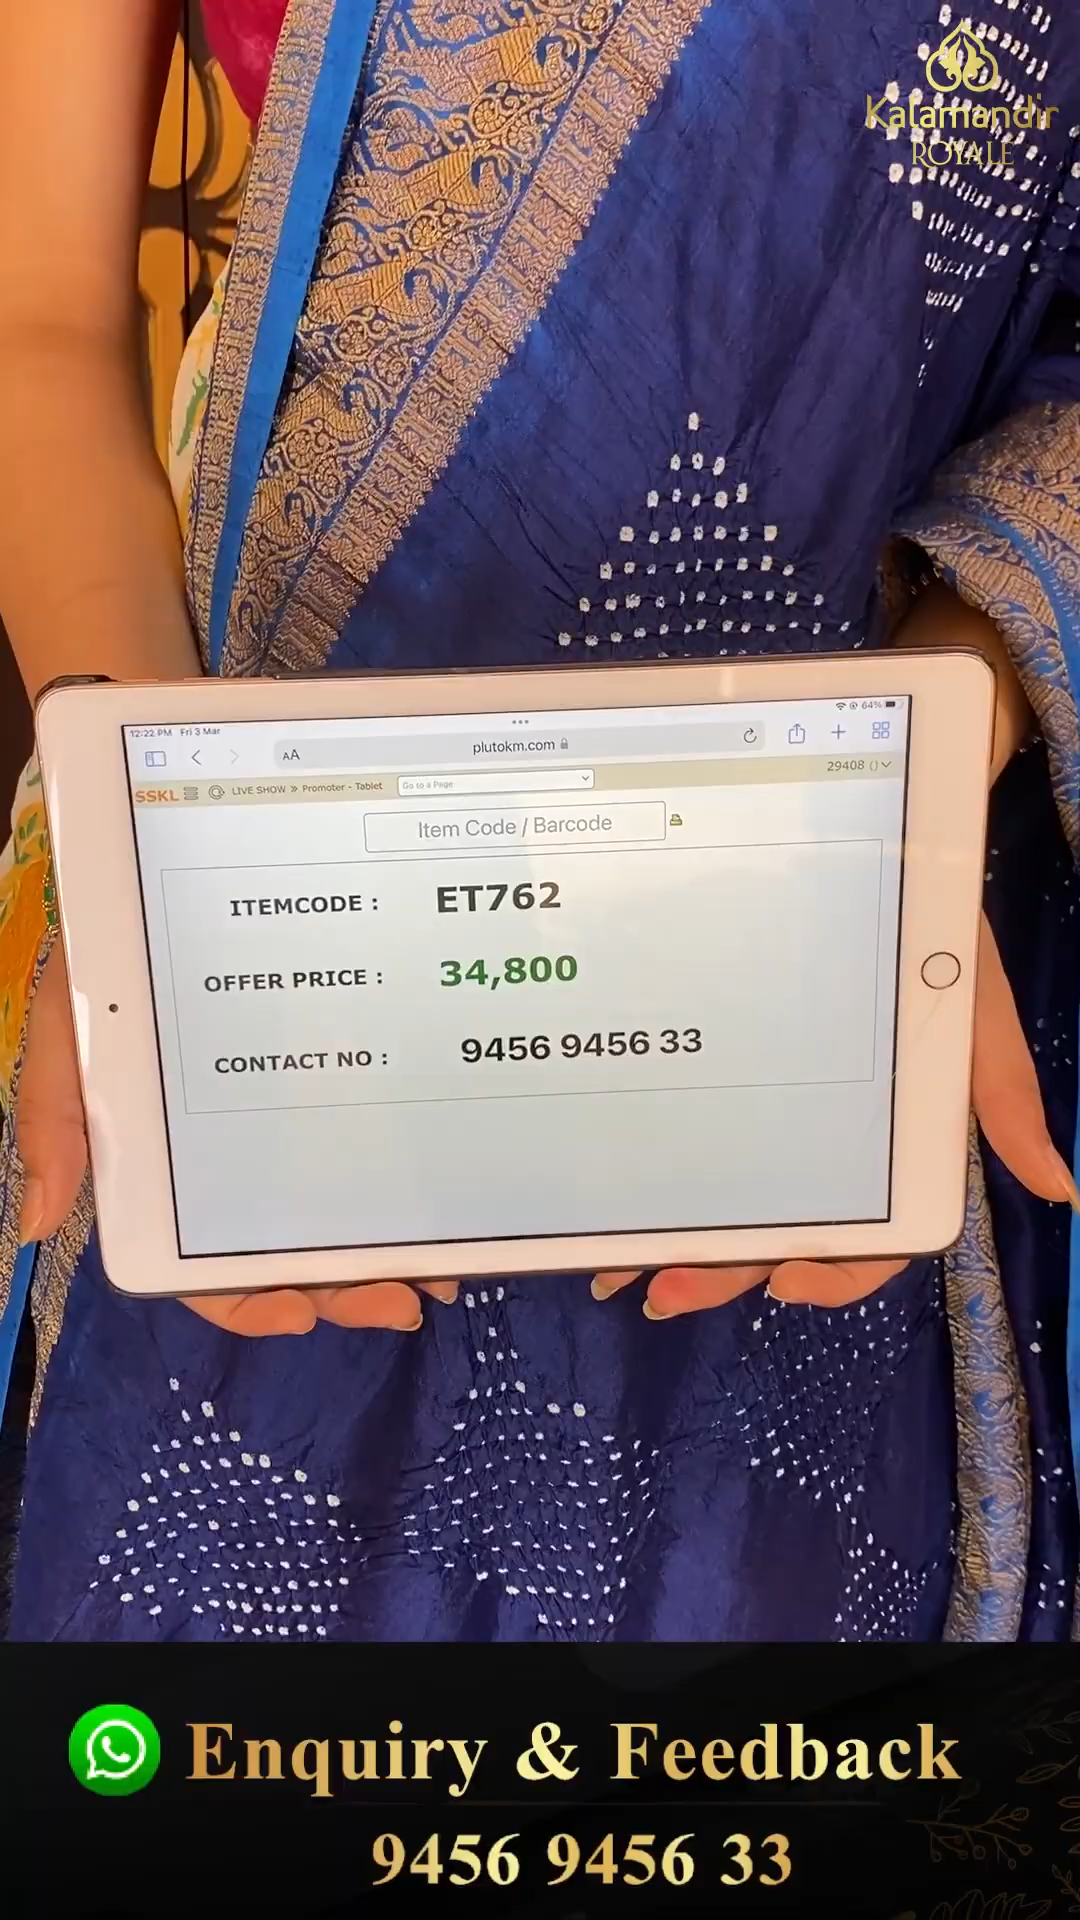 Kalamandir
ROYALE
12:22 PM Fri 3 Mar
64%
AA
plutokm.com
SSKL
LIVE SHOW » Promoter - Tablet
Go to a Page
29408 ()
Item Code / Barcode
ITEMCODE : ET762
OFFER PRICE : 34,800
CONTACT NO : 9456 9456 33
Enquiry & Feedback
9456 9456 33